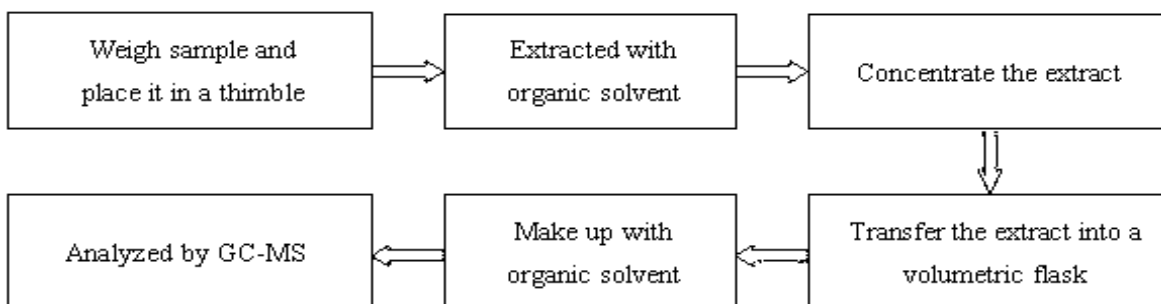 Weigh sample and
place it in a thimble
Extracted with
organic solvent
Concentrate the extract
Transfer the extract into a
volumetric flask
Make up with
organic solvent
Analyzed by GC-MS